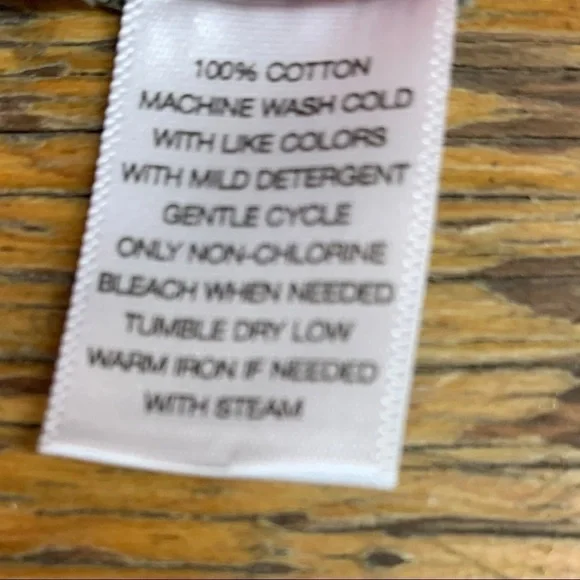 100% COTTON
MACHINE WASH COLD
WITH LIKE COLORS
WITH MILD DETERGENT
GENTLE CYCLE
ONLY NON-CHLORINE
BLEACH WHEN NEEDED
TUMBLE DRY LOW
WARM IRON IF NEEDED
WITH STEAM